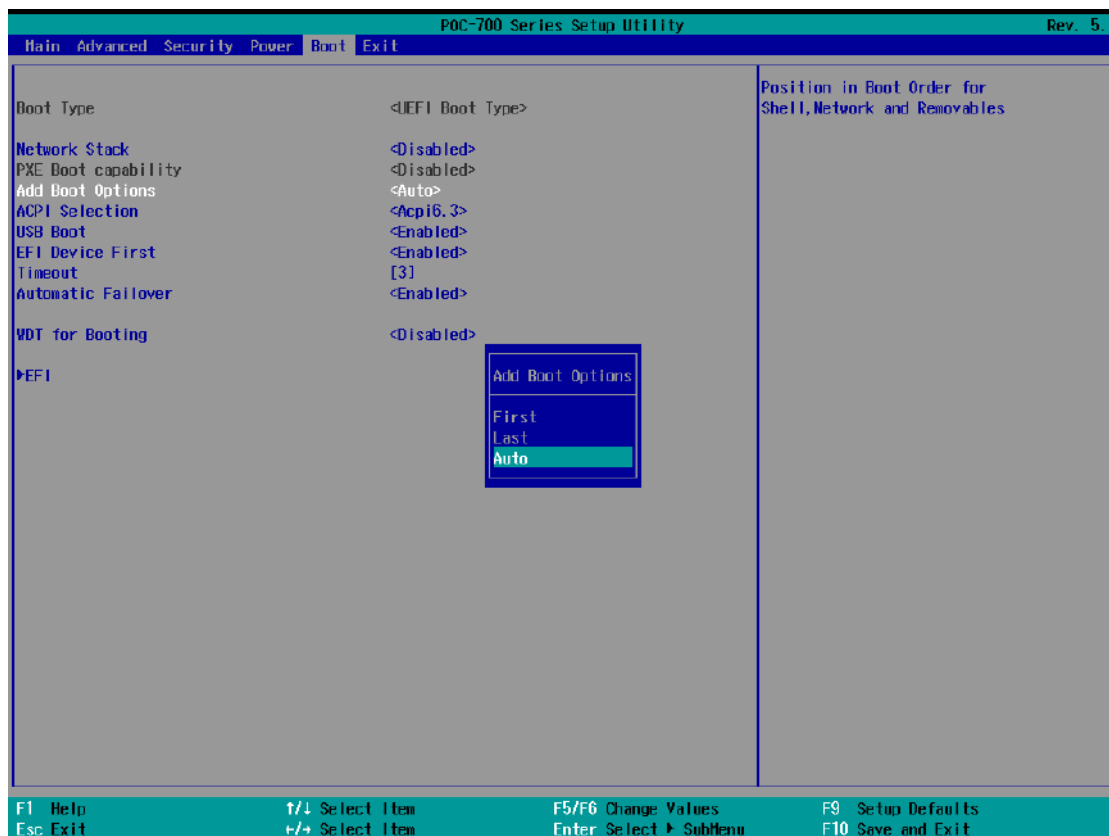 POC-700 Series Setup Utility Rev. 5.
Main Advanced Security Power Boot Exit
Boot Type <UEFI Boot Type>
Network Stack <Disabled>
PXE Boot capability <Disabled>
Add Boot Options <Auto>
ACPI Selection <Acpi6.3>
USB Boot <Enabled>
EFI Device First <Enabled>
Timeout [3]
Automatic Failover <Enabled>
WDT for Booting <Disabled>
▶EFI
Add Boot Options
First
Last
Auto
Position in Boot Order for
Shell,Network and Removables
F1 Help ↑/↓ Select Item F5/F6 Change Values F9 Setup Defaults
Esc Exit ←/→ Select Item Enter Select ▶ SubMenu F10 Save and Exit